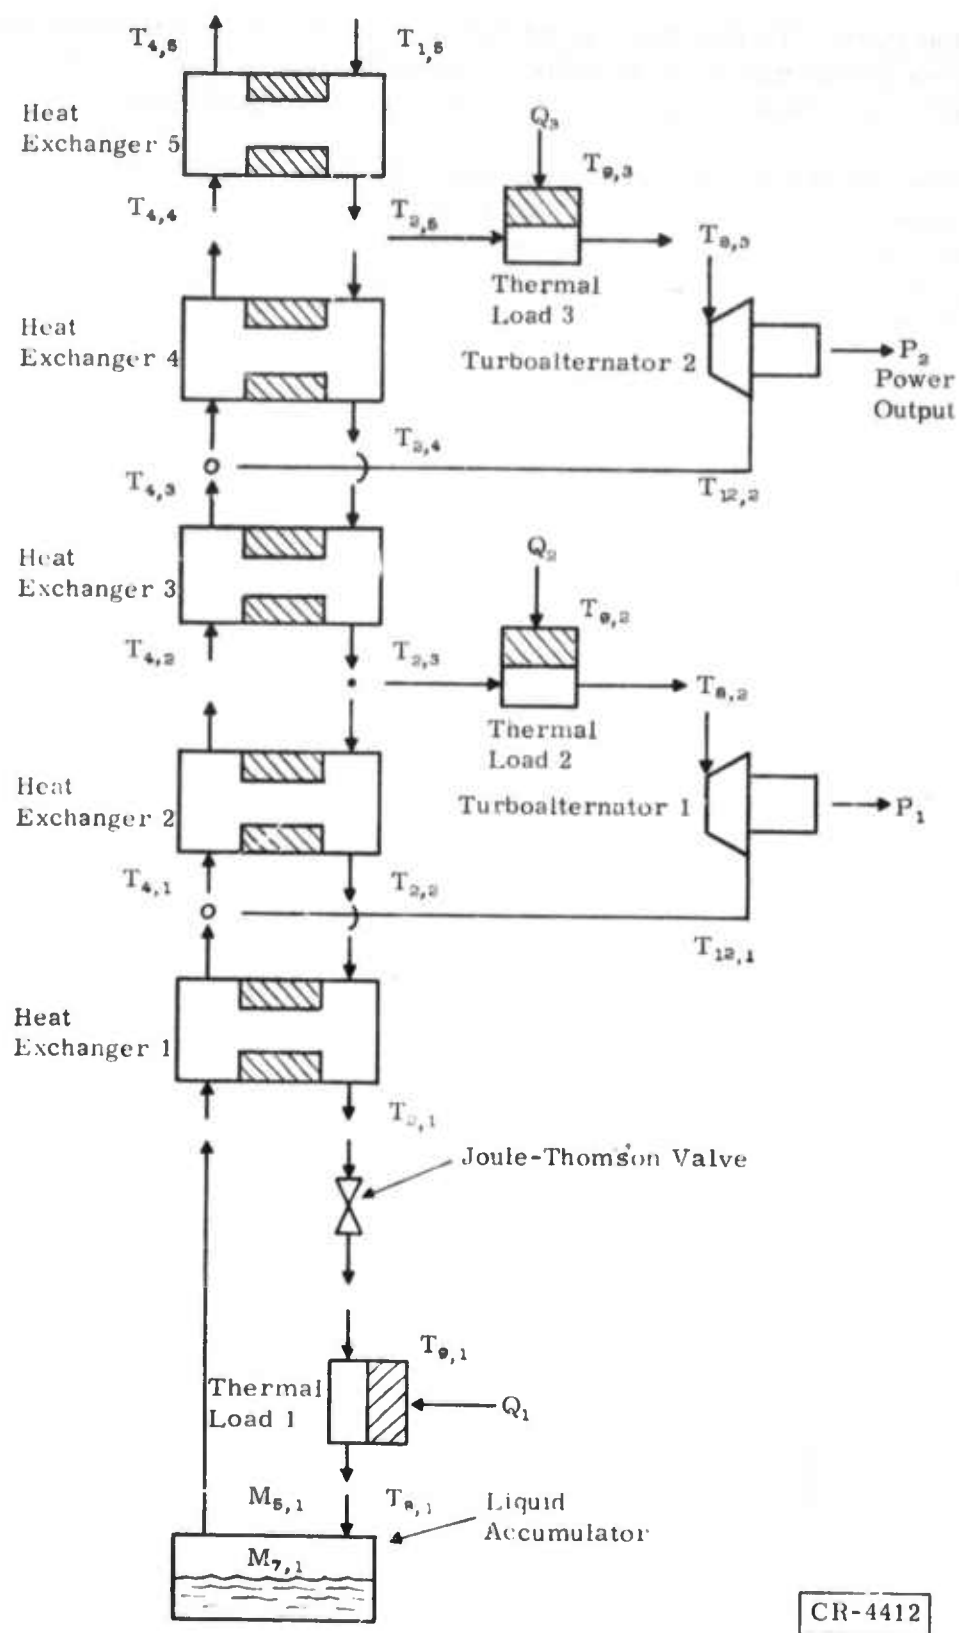 T4,5
T1,5
Heat
Exchanger 5
Q3
T9,3
T4,4
T2,5
T8,3
Thermal
Load 3
Heat
Exchanger 4
Turboalternator 2
P2
Power
Output
T2,4
T4,3
T12,2
Heat
Exchanger 3
Q2
T9,2
T4,2
T2,3
T8,2
Thermal
Load 2
Heat
Exchanger 2
Turboalternator 1
P1
T4,1
T2,2
T12,1
Heat
Exchanger 1
T2,1
Joule-Thomson Valve
T9,1
Thermal
Load 1
Q1
M5,1
T8,1
Liquid
Accumulator
M7,1
CR-4412